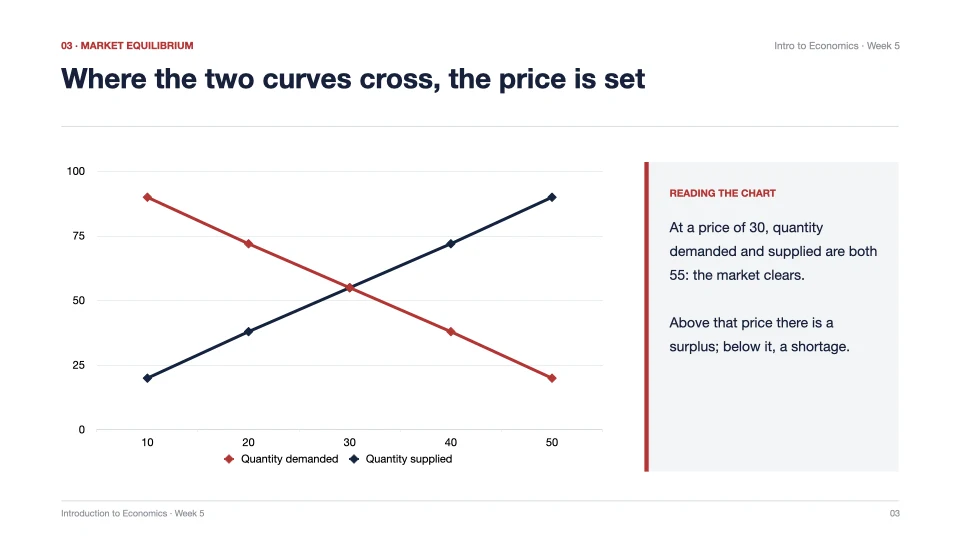 03 · MARKET EQUILIBRIUM
Intro to Economics · Week 5
Where the two curves cross, the price is set
100
75
50
25
0
10
20
30
40
50
Quantity demanded
Quantity supplied
READING THE CHART
At a price of 30, quantity
demanded and supplied are both
55: the market clears.
Above that price there is a
surplus; below it, a shortage.
Introduction to Economics · Week 5
03